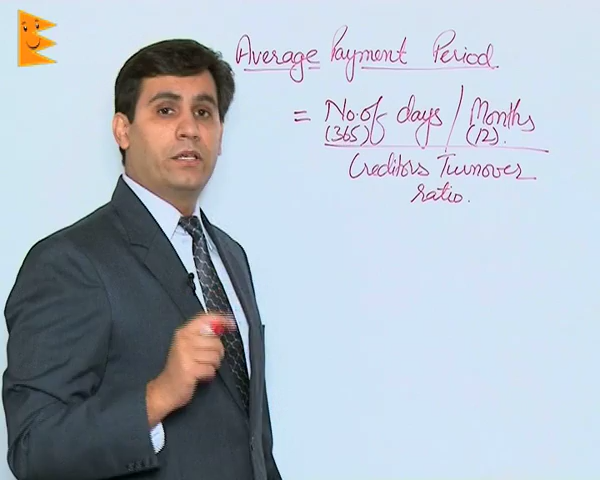 Average Payment Period
= No. of days / Months
(365) (12).
Creditors Turnover
ratio.